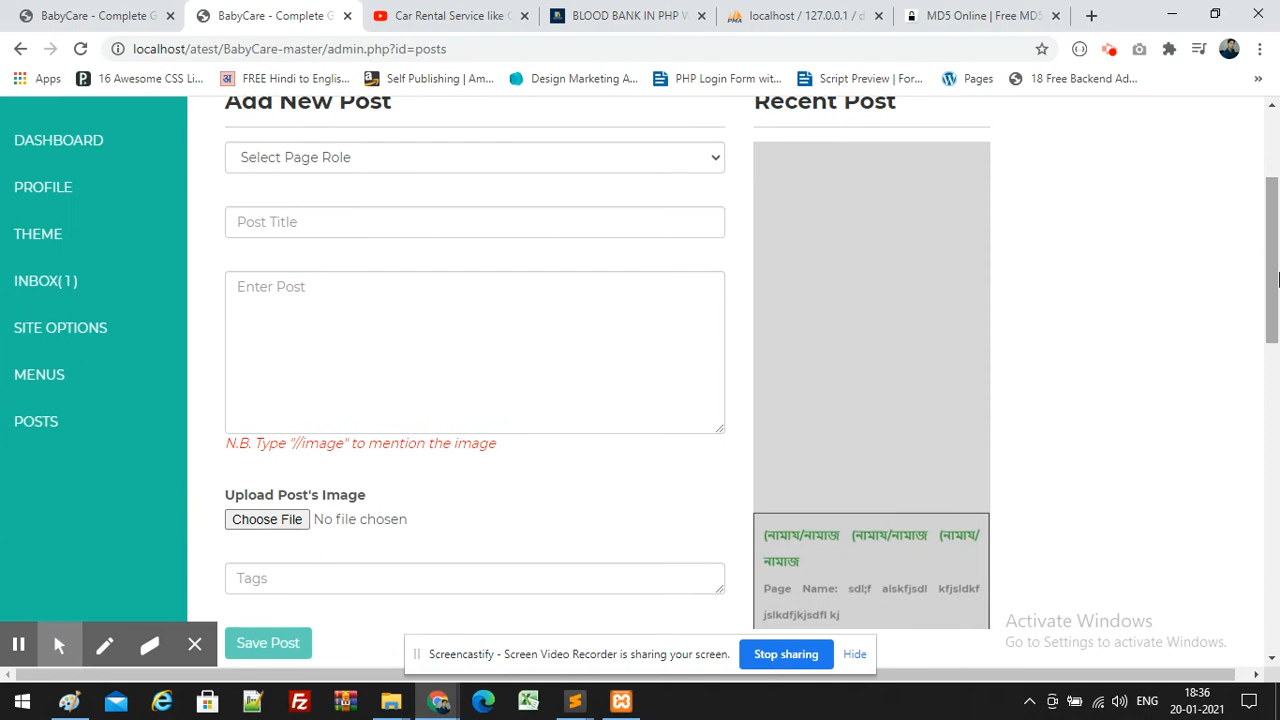 BabyCare - Complete G
BabyCare - Complete G
Car Rental Service like
BLOOD BANK IN PHP W
localhost / 127.0.0.1 / d
MD5 Online | Free MD5
localhost/atest/BabyCare-master/admin.php?id=posts
Apps
16 Awesome CSS Li...
FREE Hindi to Englis...
Self Publishing | Am...
Design Marketing A...
PHP Login Form wit...
Script Preview | For...
Pages
18 Free Backend Ad...
»
Add New Post
Recent Post
DASHBOARD
PROFILE
THEME
INBOX( 1 )
SITE OPTIONS
MENUS
POSTS
Select Page Role
Post Title
Enter Post
N.B. Type "//image" to mention the image
Upload Post's Image
Choose File No file chosen
Tags
Save Post
(নামায/নামাজ (নামায/নামাজ (নামায/
নামাজ
Page Name: sdl;f alskfjsdl kfjsldkf
jslkdfjkjsdfl kj
Activate Windows
Go to Settings to activate Windows.
Screencastify - Screen Video Recorder is sharing your screen.
Stop sharing
Hide
ENG
18:36
20-01-2021